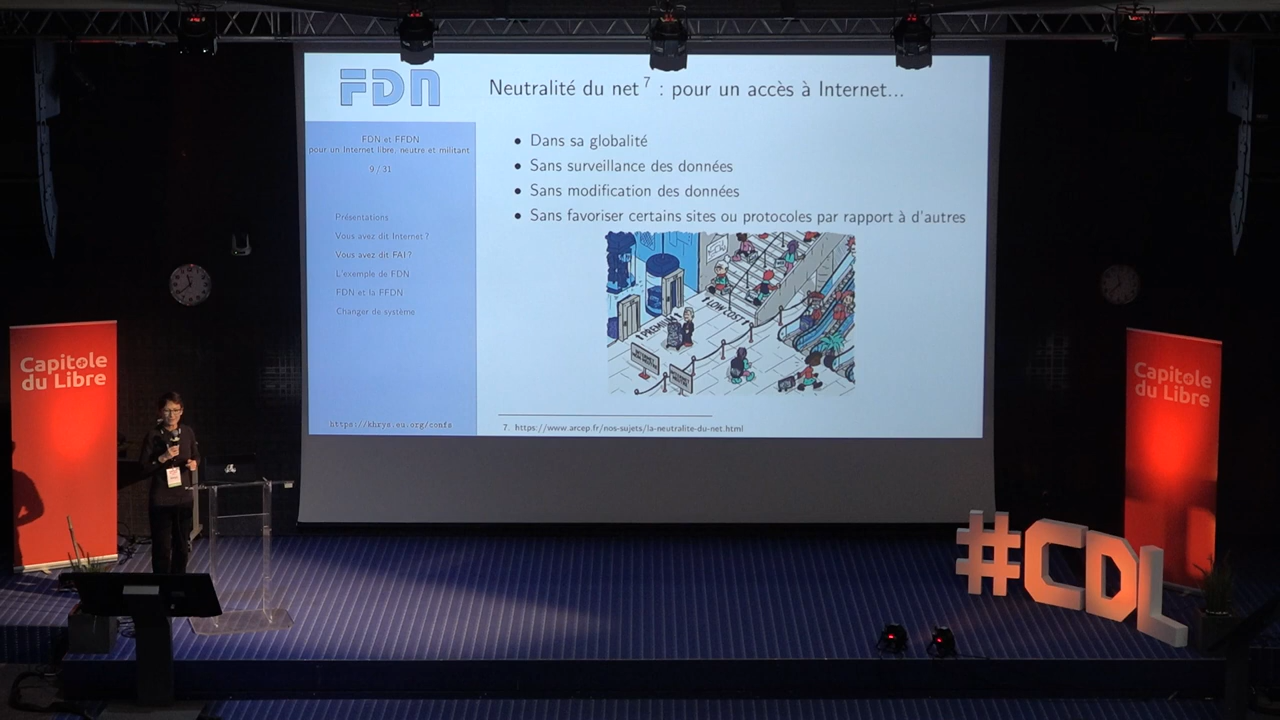 FDN
Neutralité du net 7 : pour un accès à Internet...
FDN et FFDN
pour un Internet libre, neutre et militant
9 / 31
Présentations
Vous avez dit Internet ?
Vous avez dit FAI ?
L'exemple de FDN
FDN et la FFDN
Changer de système
https://khrys.eu.org/confs
• Dans sa globalité
• Sans surveillance des données
• Sans modification des données
• Sans favoriser certains sites ou protocoles par rapport à d'autres
LOW COST
PREMIUM
7. https://www.arcep.fr/nos-sujets/la-neutralite-du-net.html
Capitole
du Libre
Capitole
du Libre
#CDL